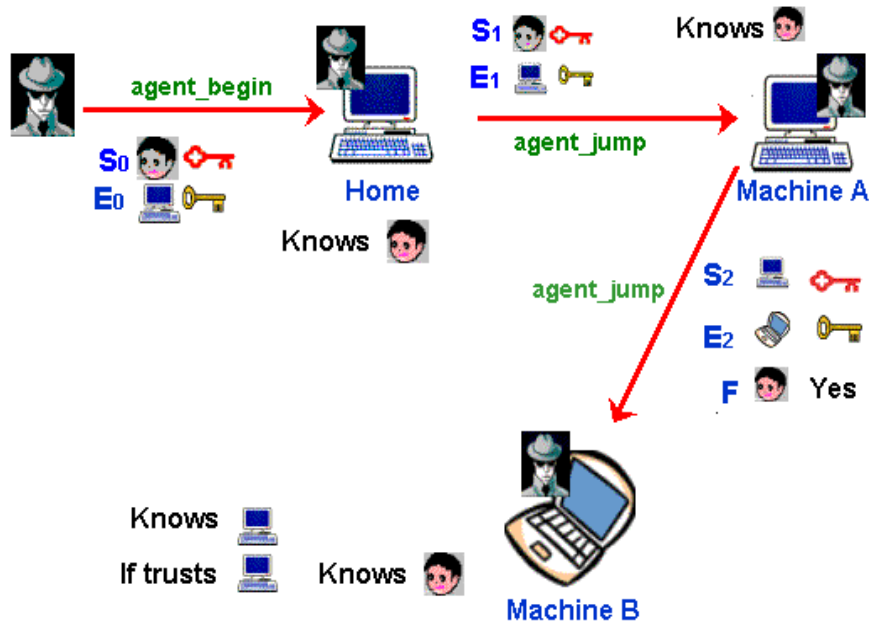 agent_begin
S0
E0
Home
Knows
S1
E1
agent_jump
Knows
Machine A
agent_jump
S2
E2
F Yes
Knows
If trusts Knows
Machine B